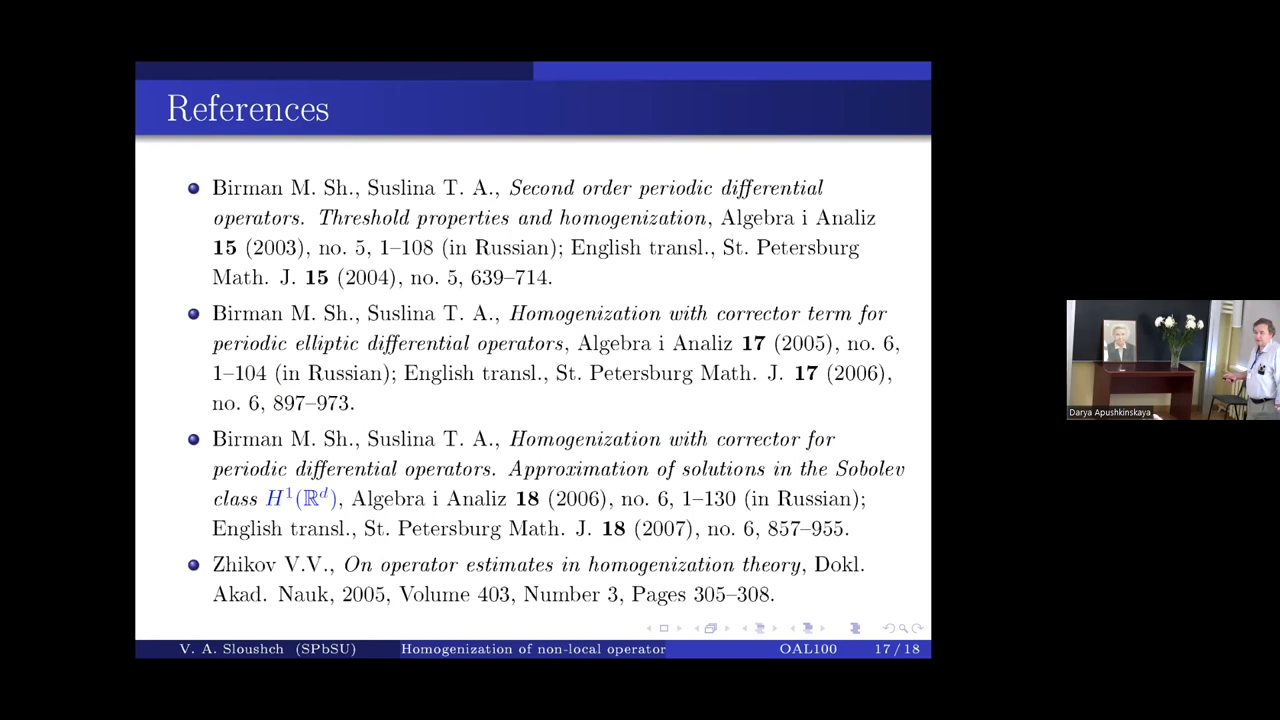 References
Birman M. Sh., Suslina T. A., Second order periodic differential
operators. Threshold properties and homogenization, Algebra i Analiz
15 (2003), no. 5, 1–108 (in Russian); English transl., St. Petersburg
Math. J. 15 (2004), no. 5, 639–714.
Birman M. Sh., Suslina T. A., Homogenization with corrector term for
periodic elliptic differential operators, Algebra i Analiz 17 (2005), no. 6,
1–104 (in Russian); English transl., St. Petersburg Math. J. 17 (2006),
no. 6, 897–973.
Birman M. Sh., Suslina T. A., Homogenization with corrector for
periodic differential operators. Approximation of solutions in the Sobolev
class H¹(ℝᵈ), Algebra i Analiz 18 (2006), no. 6, 1–130 (in Russian);
English transl., St. Petersburg Math. J. 18 (2007), no. 6, 857–955.
Zhikov V.V., On operator estimates in homogenization theory, Dokl.
Akad. Nauk, 2005, Volume 403, Number 3, Pages 305–308.
V. A. Sloushch (SPbSU) Homogenization of non-local operator OAL100 17 / 18
Darya Apushkinskaya